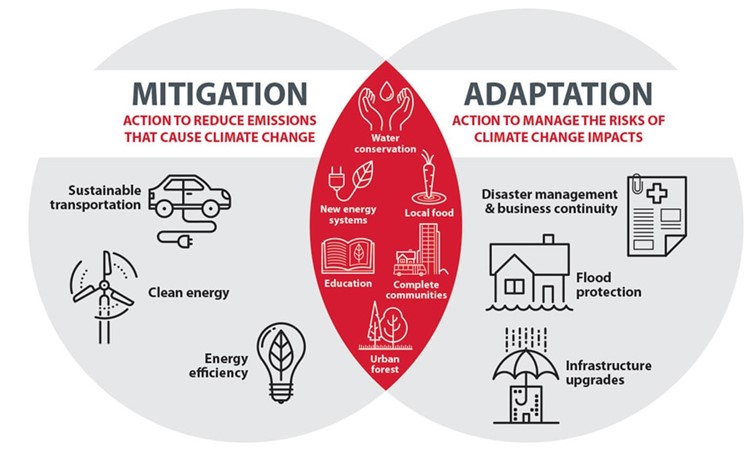 MITIGATION
ACTION TO REDUCE EMISSIONS
THAT CAUSE CLIMATE CHANGE
Sustainable
transportation
Clean energy
Energy
efficiency
Water
conservation
New energy
systems
Local food
Education
Complete
communities
Urban
forest
ADAPTATION
ACTION TO MANAGE THE RISKS OF
CLIMATE CHANGE IMPACTS
Disaster management
& business continuity
Flood
protection
Infrastructure
upgrades